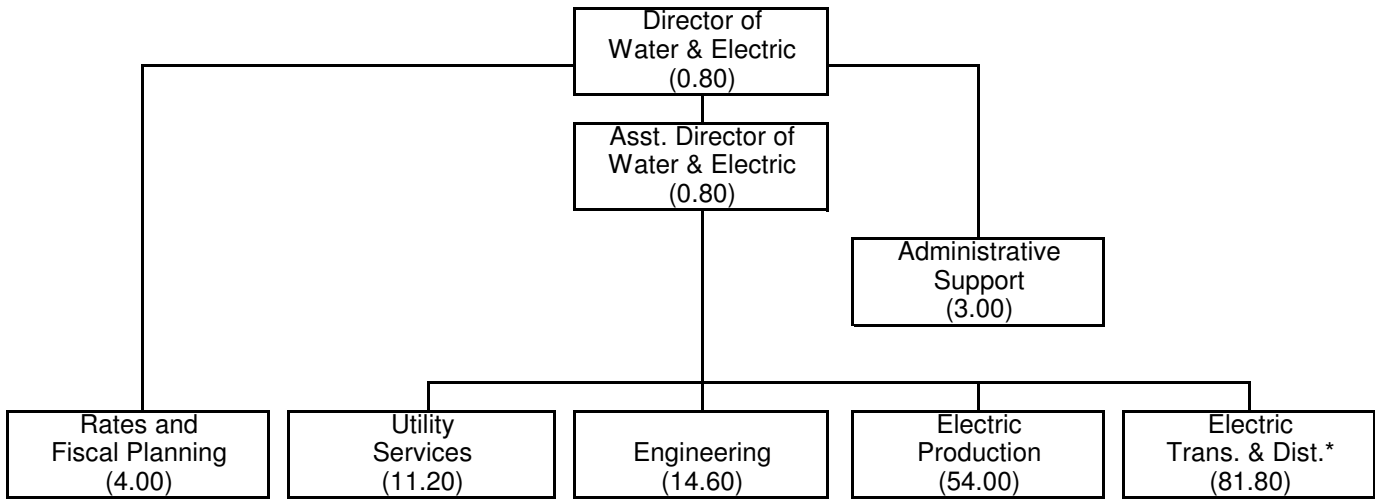 Director of
Water & Electric
(0.80)
Asst. Director of
Water & Electric
(0.80)
Administrative
Support
(3.00)
Rates and
Fiscal Planning
(4.00)
Utility
Services
(11.20)
Engineering
(14.60)
Electric
Production
(54.00)
Electric
Trans. & Dist.*
(81.80)